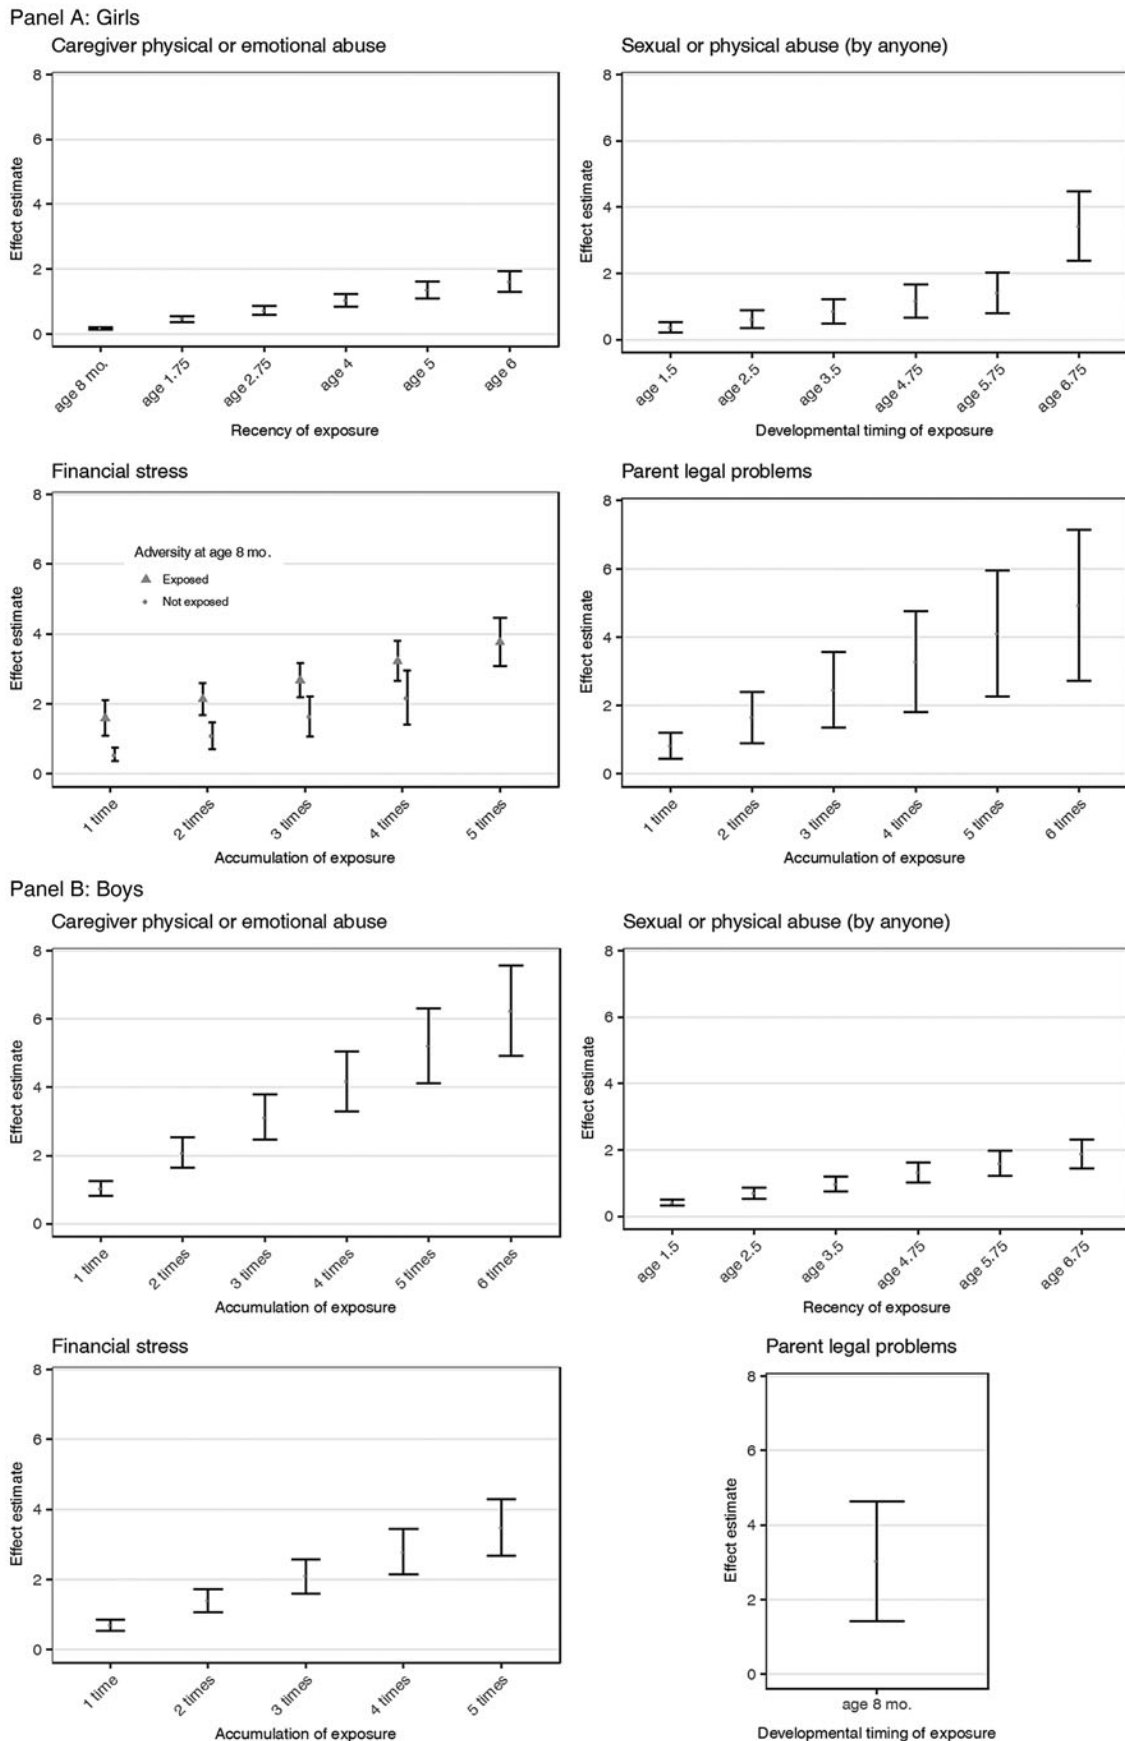 Panel A: Girls
Caregiver physical or emotional abuse
Effect estimate
8
6
4
2
0
age 8 mo.
age 1.75
age 2.75
age 4
age 5
age 6
Recency of exposure
Sexual or physical abuse (by anyone)
Effect estimate
8
6
4
2
0
age 1.5
age 2.5
age 3.5
age 4.75
age 5.75
age 6.75
Developmental timing of exposure
Financial stress
Effect estimate
8
6
4
2
0
Adversity at age 8 mo.
Exposed
Not exposed
1 time
2 times
3 times
4 times
5 times
Accumulation of exposure
Parent legal problems
Effect estimate
8
6
4
2
0
1 time
2 times
3 times
4 times
5 times
6 times
Accumulation of exposure
Panel B: Boys
Caregiver physical or emotional abuse
Effect estimate
8
6
4
2
0
1 time
2 times
3 times
4 times
5 times
6 times
Accumulation of exposure
Sexual or physical abuse (by anyone)
Effect estimate
8
6
4
2
0
age 1.5
age 2.5
age 3.5
age 4.75
age 5.75
age 6.75
Recency of exposure
Financial stress
Effect estimate
8
6
4
2
0
1 time
2 times
3 times
4 times
5 times
Accumulation of exposure
Parent legal problems
Effect estimate
8
6
4
2
0
age 8 mo.
Developmental timing of exposure